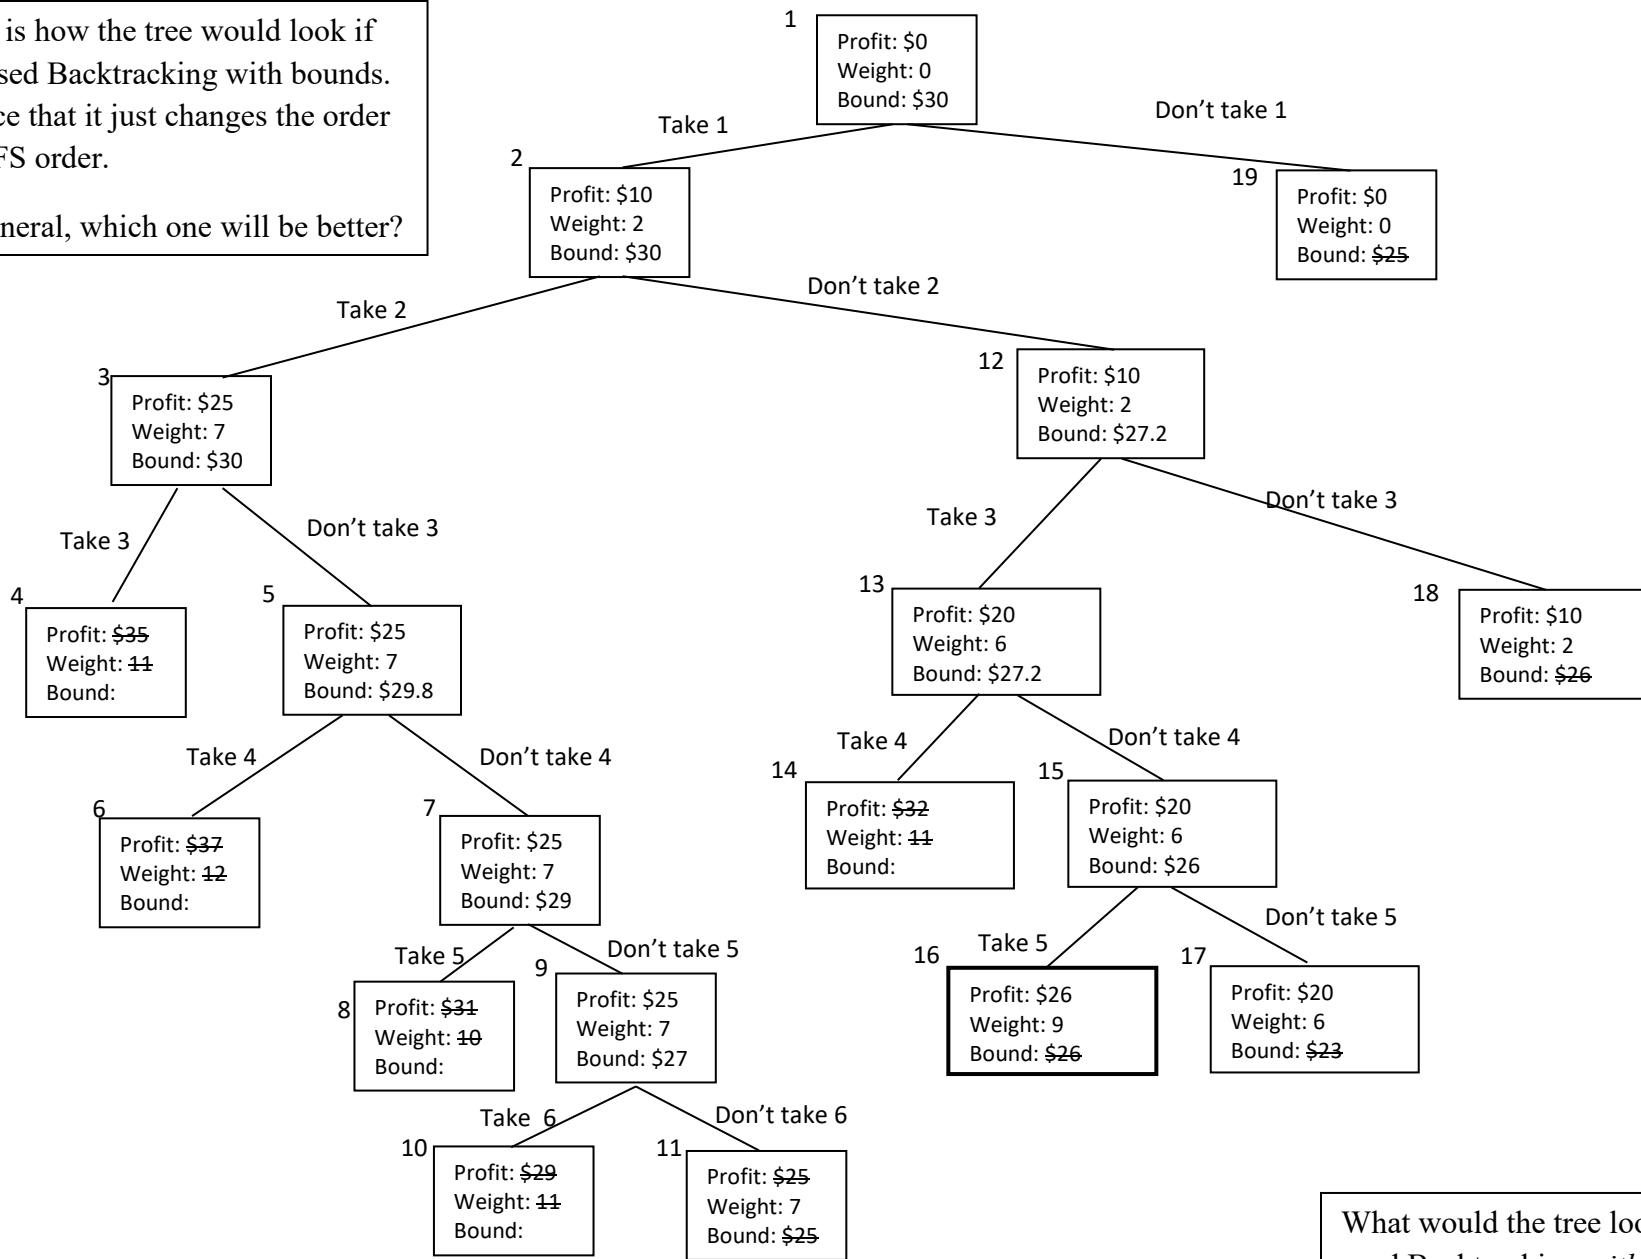 is how the tree would look if
sed Backtracking with bounds.
ce that it just changes the order
FS order.
neral, which one will be better?
1
Profit: $0
Weight: 0
Bound: $30
Take 1
Don’t take 1
2
Profit: $10
Weight: 2
Bound: $30
19
Profit: $0
Weight: 0
Bound: $25
Take 2
Don’t take 2
3
Profit: $25
Weight: 7
Bound: $30
12
Profit: $10
Weight: 2
Bound: $27.2
Take 3
Don’t take 3
Take 3
Don’t take 3
4
Profit: $35
Weight: 11
Bound:
5
Profit: $25
Weight: 7
Bound: $29.8
13
Profit: $20
Weight: 6
Bound: $27.2
18
Profit: $10
Weight: 2
Bound: $26
Take 4
Don’t take 4
Take 4
Don’t take 4
6
Profit: $37
Weight: 12
Bound:
7
Profit: $25
Weight: 7
Bound: $29
14
Profit: $32
Weight: 11
Bound:
15
Profit: $20
Weight: 6
Bound: $26
Take 5
Don’t take 5
Take 5
Don’t take 5
8
Profit: $31
Weight: 10
Bound:
9
Profit: $25
Weight: 7
Bound: $27
16
Profit: $26
Weight: 9
Bound: $26
17
Profit: $20
Weight: 6
Bound: $23
Take 6
Don’t take 6
10
Profit: $29
Weight: 11
Bound:
11
Profit: $25
Weight: 7
Bound: $25
What would the tree loo